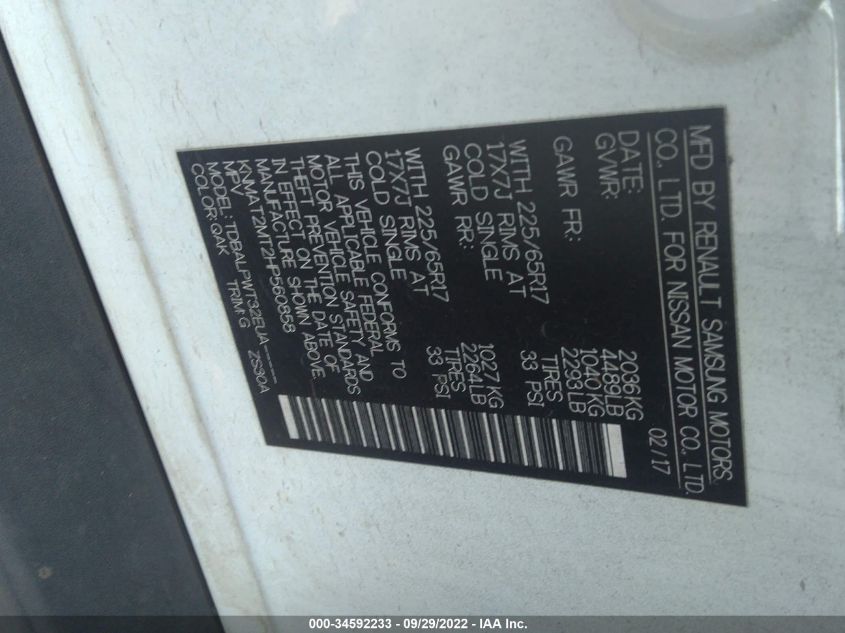 MFD BY RENAULT SAMSUNG MOTORS
CO., LTD. FOR NISSAN MOTOR CO., LTD.
DATE: 02/17
GVWR: 2036KG
4488LB
GAWR FR: 1040 KG
2293LB
WITH 225/65R17 TIRES
17X7J RIMS AT 33 PSI
COLD SINGLE
GAWR RR: 1027KG
2264LB
WITH 225/65R17 TIRES
17X7J RIMS AT 33 PSI
COLD SINGLE
THIS VEHICLE CONFORMS TO
ALL APPLICABLE FEDERAL
MOTOR VEHICLE SAFETY AND
THEFT PREVENTION STANDARDS
IN EFFECT ON THE DATE OF
MANUFACTURE SHOWN ABOVE.
KNMAT2MT2HP560858
MPV
MODEL: TDBALPWT32EUA----- ZS30A
COLOR: QAK TRIM: G
000-34592233 - 09/29/2022 - IAA Inc.